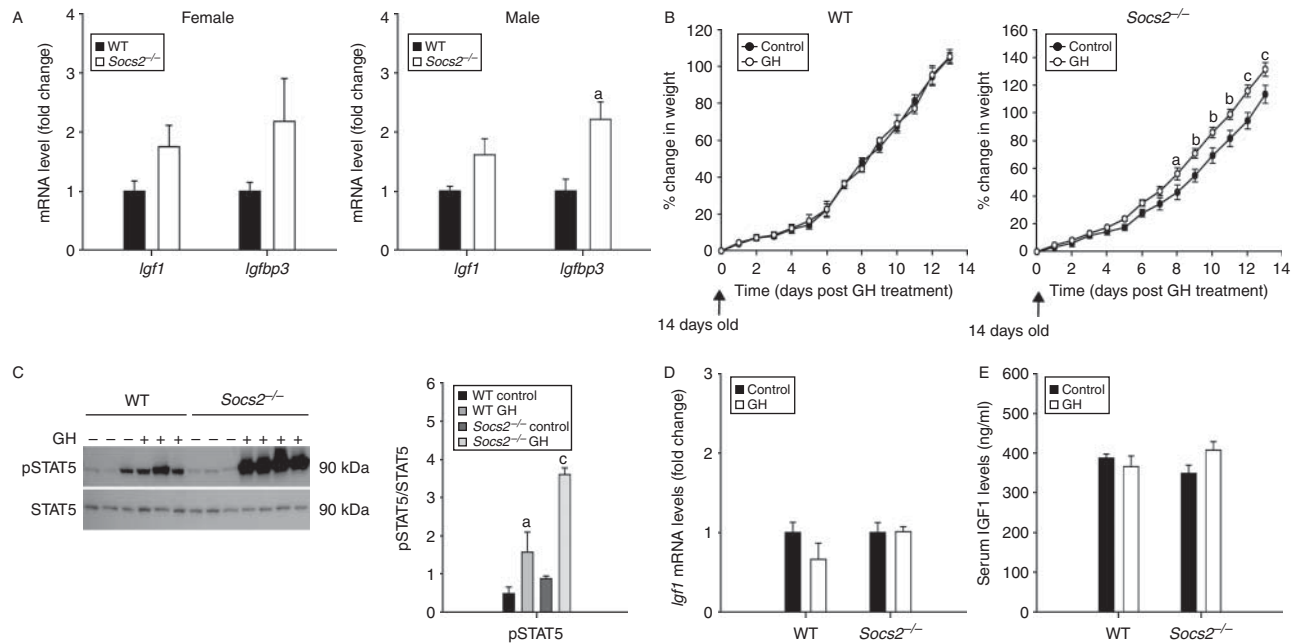 A
Female
WT
Socs2–/–
mRNA level (fold change)
4
3
2
1
0
Igf1
Igfbp3
Male
WT
Socs2–/–
mRNA level (fold change)
4
3
2
1
0
a
Igf1
Igfbp3
B
WT
Control
GH
% change in weight
120
100
80
60
40
20
0
0 2 4 6 8 10 12 14
Time (days post GH treatment)
14 days old
Socs2–/–
Control
GH
% change in weight
160
140
120
100
80
60
40
20
0
a
b
b
b
c
c
0 2 4 6 8 10 12 14
Time (days post GH treatment)
14 days old
C
WT Socs2–/–
GH – – – + + + – – – + + + +
pSTAT5 90 kDa
STAT5 90 kDa
WT control
WT GH
Socs2–/– control
Socs2–/– GH
pSTAT5/STAT5
6
5
4
3
2
1
0
a
c
pSTAT5
D
Control
GH
Igf1 mRNA levels (fold change)
3
2
1
0
WT
Socs2–/–
E
Control
GH
Serum IGF1 levels (ng/ml)
600
500
400
300
200
100
0
WT
Socs2–/–